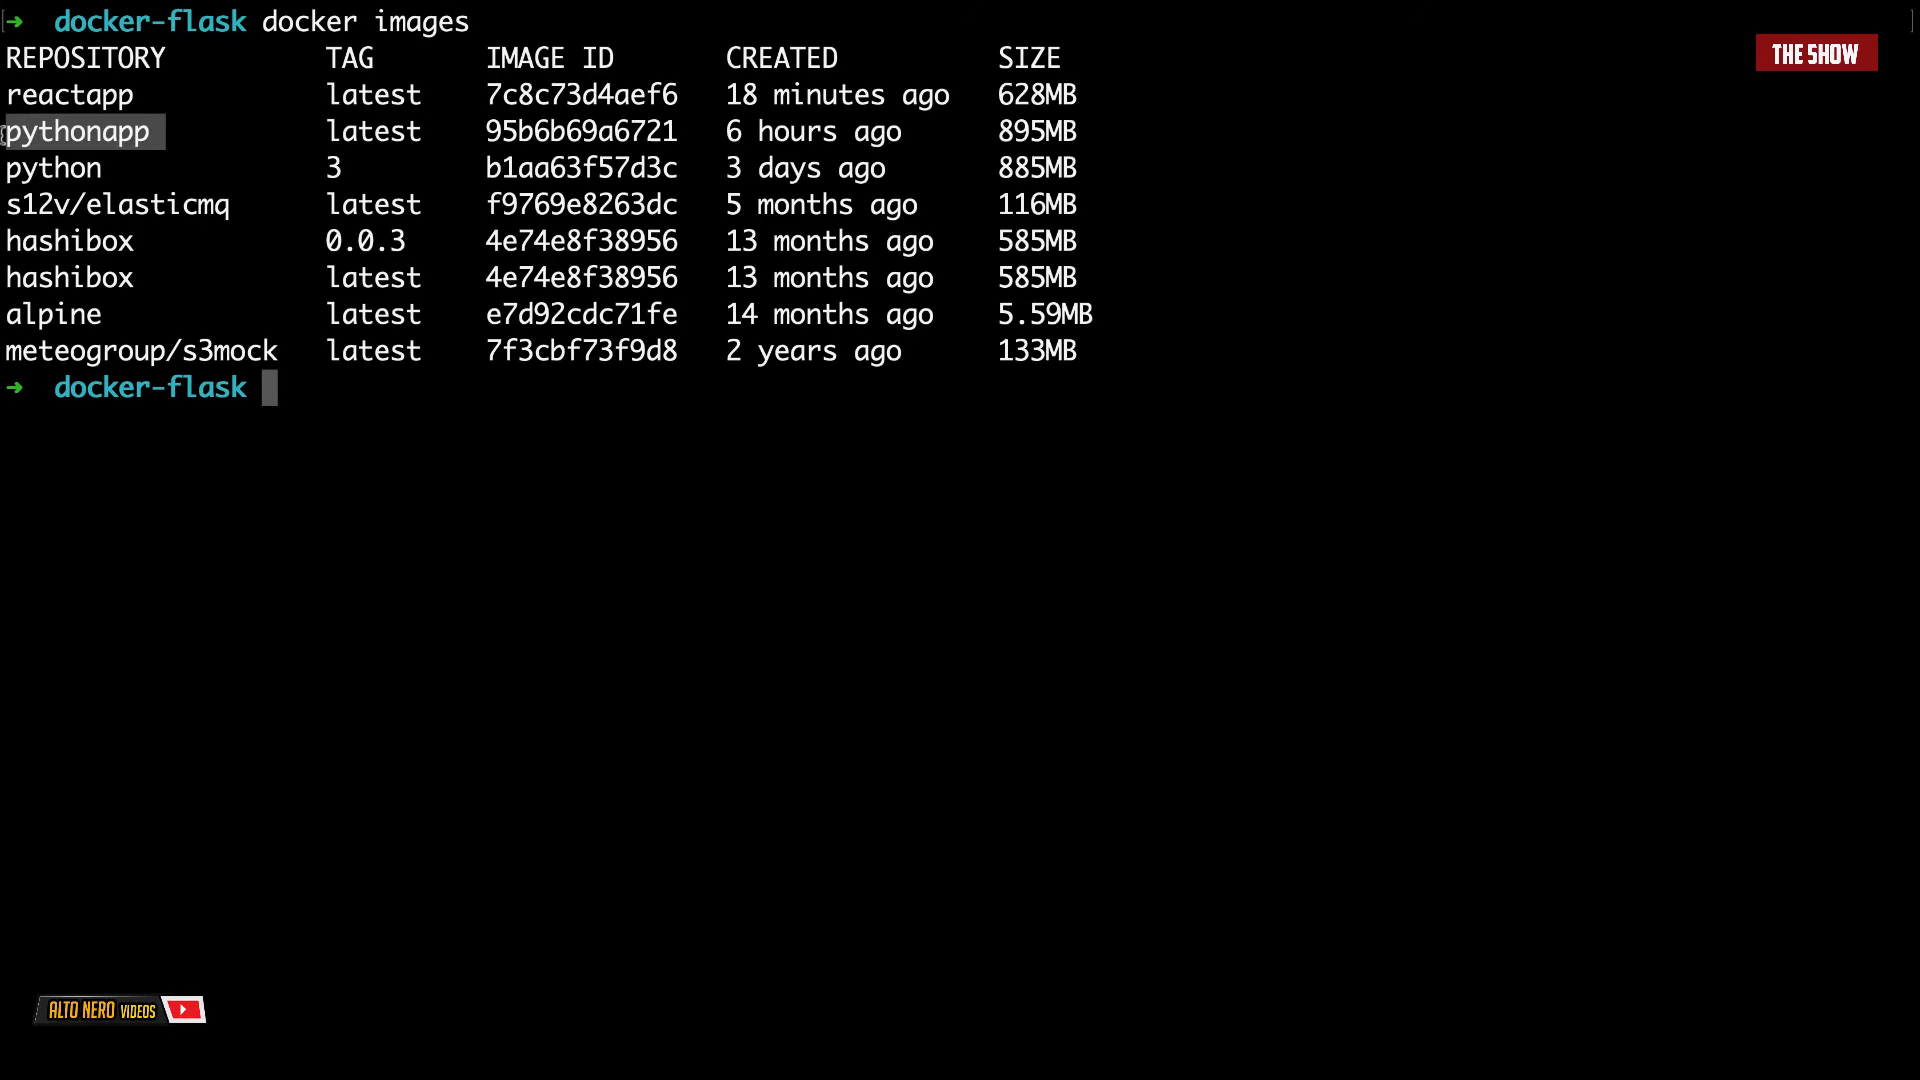 ➜  docker-flask docker images
REPOSITORY          TAG       IMAGE ID       CREATED          SIZE
reactapp            latest    7c8c73d4aef6   18 minutes ago   628MB
pythonapp           latest    95b6b69a6721   6 hours ago      895MB
python              3         b1aa63f57d3c   3 days ago       885MB
s12v/elasticmq      latest    f9769e8263dc   5 months ago     116MB
hashibox            0.0.3     4e74e8f38956   13 months ago    585MB
hashibox            latest    4e74e8f38956   13 months ago    585MB
alpine              latest    e7d92cdc71fe   14 months ago    5.59MB
meteogroup/s3mock   latest    7f3cbf73f9d8   2 years ago      133MB
➜  docker-flask
THE SHOW
ALTO NERO VIDEOS